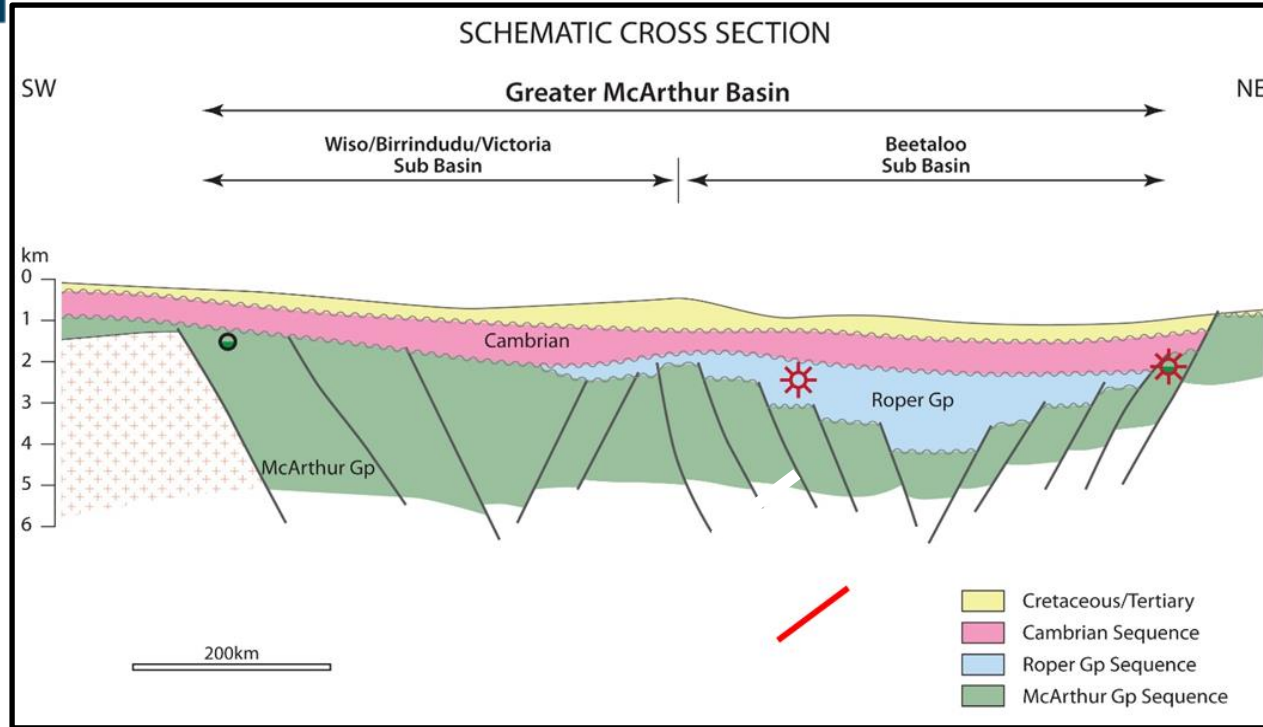 SCHEMATIC CROSS SECTION
SW
NE
Greater McArthur Basin
Wiso/Birrindudu/Victoria
Sub Basin
Beetaloo
Sub Basin
km
0
1
2
3
4
5
6
Cambrian
Roper Gp
McArthur Gp
200km
Cretaceous/Tertiary
Cambrian Sequence
Roper Gp Sequence
McArthur Gp Sequence